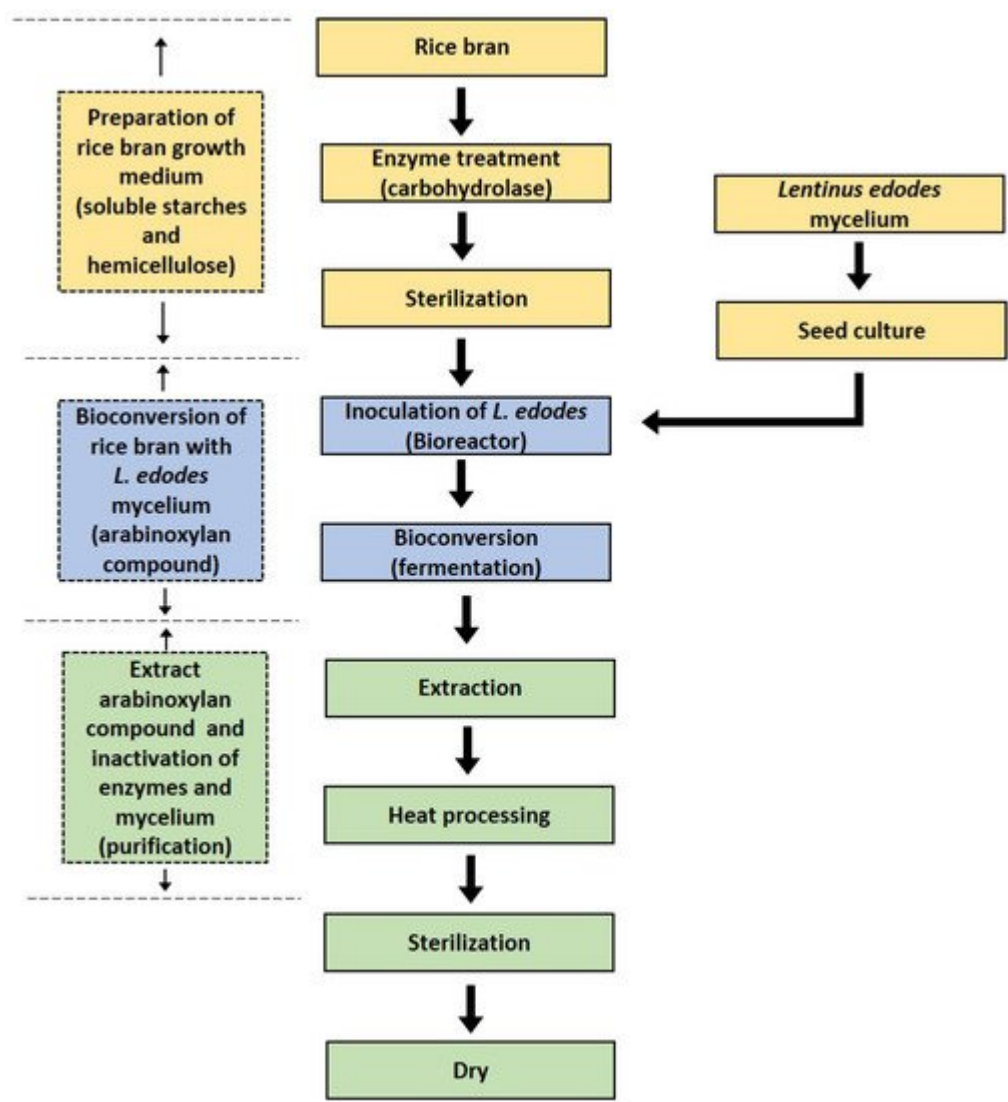 Rice bran
Preparation of
rice bran growth
medium
(soluble starches
and
hemicellulose)
Enzyme treatment
(carbohydrolase)
Lentinus edodes
mycelium
Sterilization
Seed culture
Bioconversion of
rice bran with
L. edodes
mycelium
(arabinoxylan
compound)
Inoculation of L. edodes
(Bioreactor)
Bioconversion
(fermentation)
Extract
arabinoxylan
compound and
inactivation of
enzymes and
mycelium
(purification)
Extraction
Heat processing
Sterilization
Dry